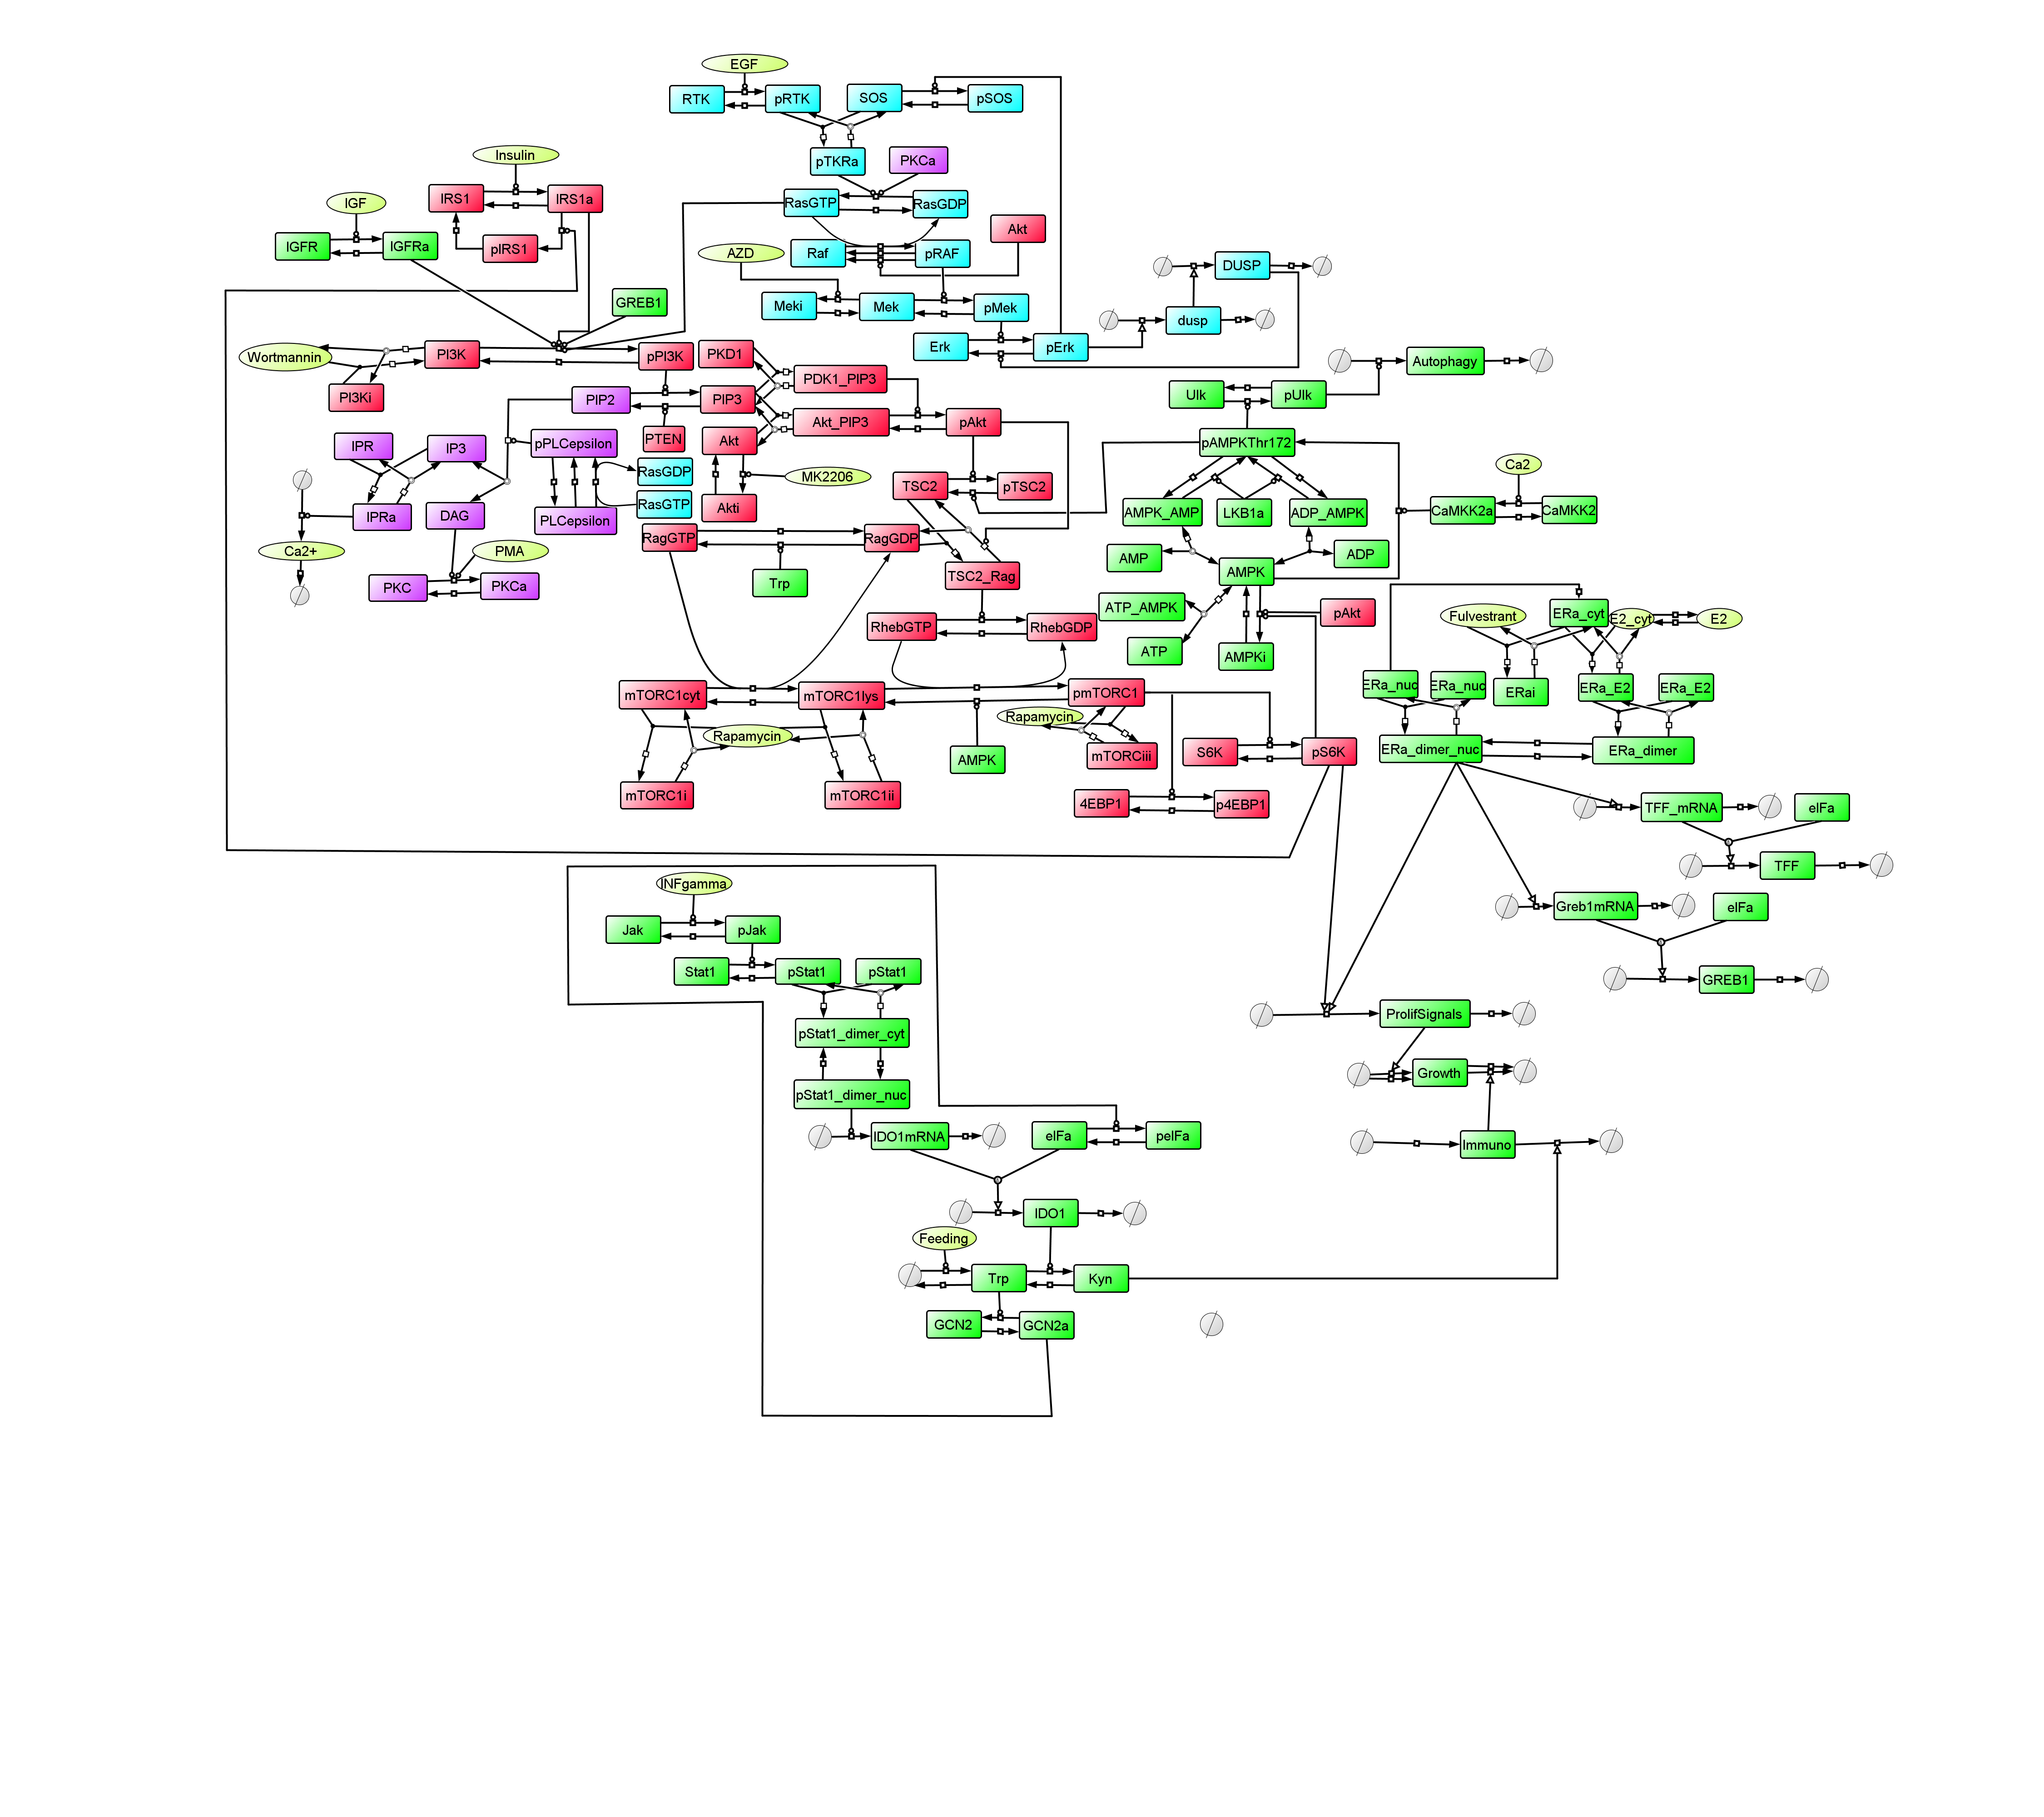 EGF
RTK
pRTK
SOS
pSOS
Insulin
pTKRa
PKCa
IRS1
IRS1a
IGF
RasGTP
RasGDP
Akt
IGFR
IGFRa
pIRS1
AZD
Raf
pRAF
DUSP
GREB1
Meki
Mek
pMek
dusp
Wortmannin
PI3K
pPI3K
PKD1
Erk
pErk
Autophagy
PI3Ki
PIP2
PIP3
PDK1_PIP3
Ulk
pUlk
Akt_PIP3
pAkt
IPR
IP3
pPLCepsilon
PTEN
Akt
pAMPKThr172
RasGDP
MK2206
Ca2
TSC2
pTSC2
IPRa
DAG
PLCepsilon
RasGTP
Akti
AMPK_AMP
LKB1a
ADP_AMPK
CaMKK2a
CaMKK2
Ca2+
PMA
RagGTP
RagGDP
AMP
ADP
PKC
PKCa
Trp
TSC2_Rag
AMPK
ATP_AMPK
pAkt
Fulvestrant
ERa_cyt
E2_cyt
E2
RhebGTP
RhebGDP
ATP
AMPKi
mTORC1cyt
mTORC1lys
pmTORC1
ERa_nuc
ERa_nuc
ERai
ERa_E2
ERa_E2
Rapamycin
Rapamycin
AMPK
mTORCiii
S6K
pS6K
ERa_dimer_nuc
ERa_dimer
mTORC1i
mTORC1ii
4EBP1
p4EBP1
TFF_mRNA
eIFa
TFF
INFgamma
Greb1mRNA
eIFa
Jak
pJak
Stat1
pStat1
pStat1
GREB1
ProlifSignals
pStat1_dimer_cyt
Growth
pStat1_dimer_nuc
IDO1mRNA
eIFa
peIFa
Immuno
IDO1
Feeding
Trp
Kyn
GCN2
GCN2a